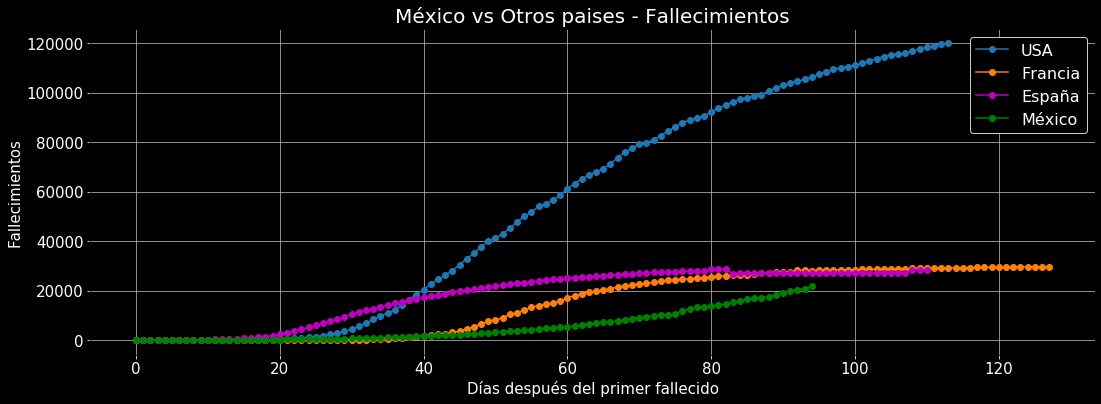 México vs Otros paises - Fallecimientos
120000
100000
80000
60000
40000
20000
0
Fallecimientos
USA
Francia
España
México
0 20 40 60 80 100 120
Días después del primer fallecido